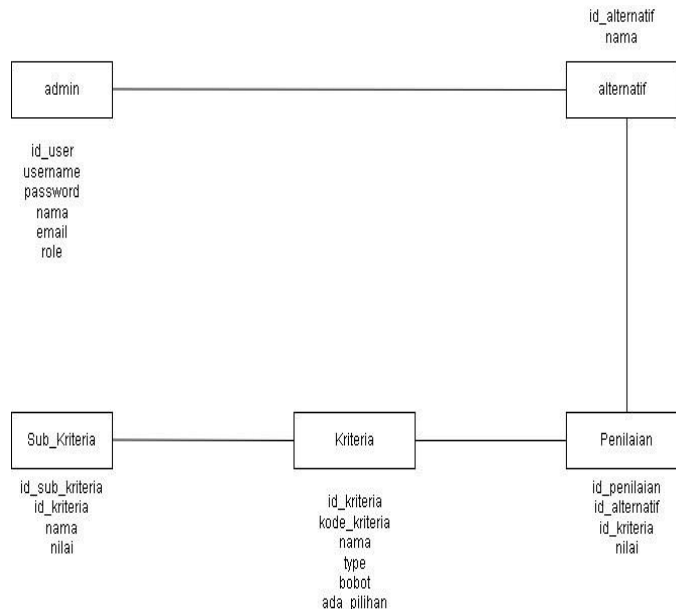 id_alternatif
nama
admin
alternatif
id_user
username
password
nama
email
role
Sub_Kriteria
Kriteria
Penilaian
id_sub_kriteria
id_kriteria
nama
nilai
id_kriteria
kode_kriteria
nama
type
bobot
ada_pilihan
id_penilaian
id_alternatif
id_kriteria
nilai